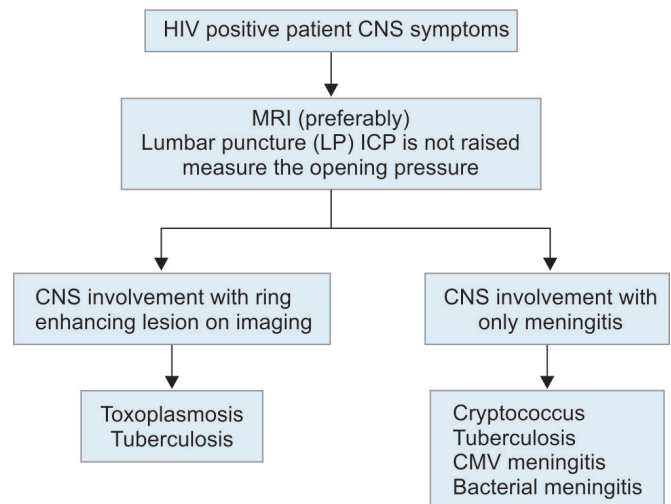 HIV positive patient CNS symptoms
MRI (preferably)
Lumbar puncture (LP) ICP is not raised
measure the opening pressure
CNS involvement with ring
enhancing lesion on imaging
CNS involvement with
only meningitis
Toxoplasmosis
Tuberculosis
Cryptococcus
Tuberculosis
CMV meningitis
Bacterial meningitis